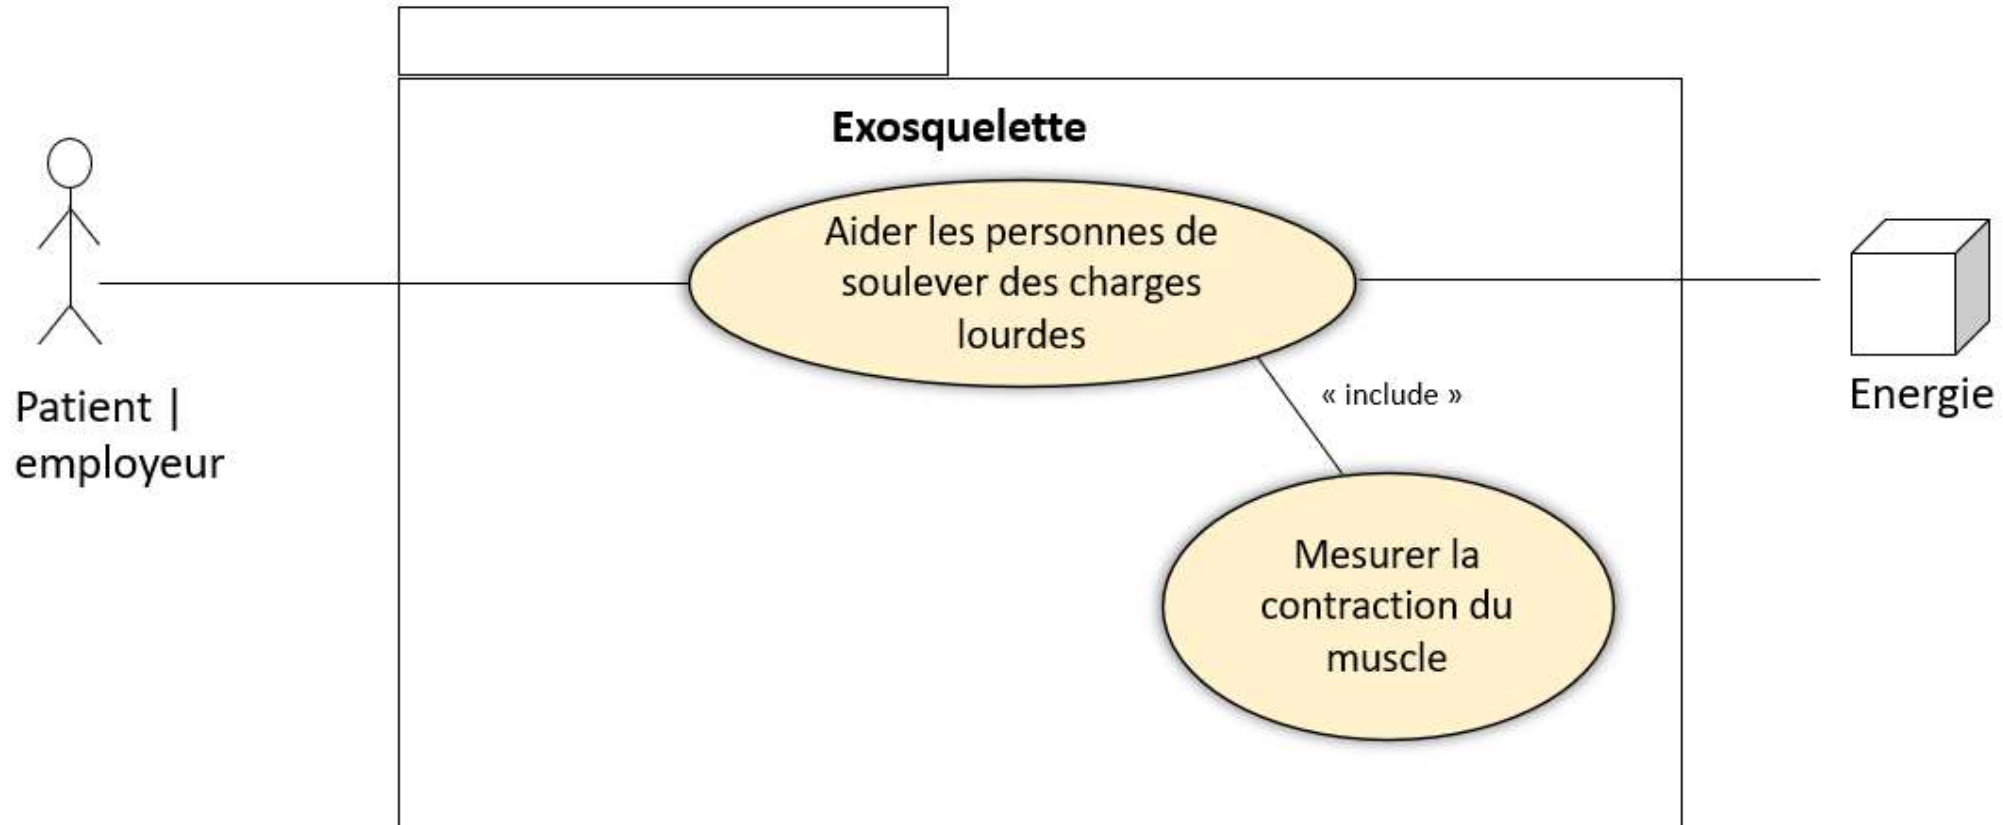 Exosquelette
Aider les personnes de
soulever des charges
lourdes
« include »
Patient |
employeur
Energie
Mesurer la
contraction du
muscle